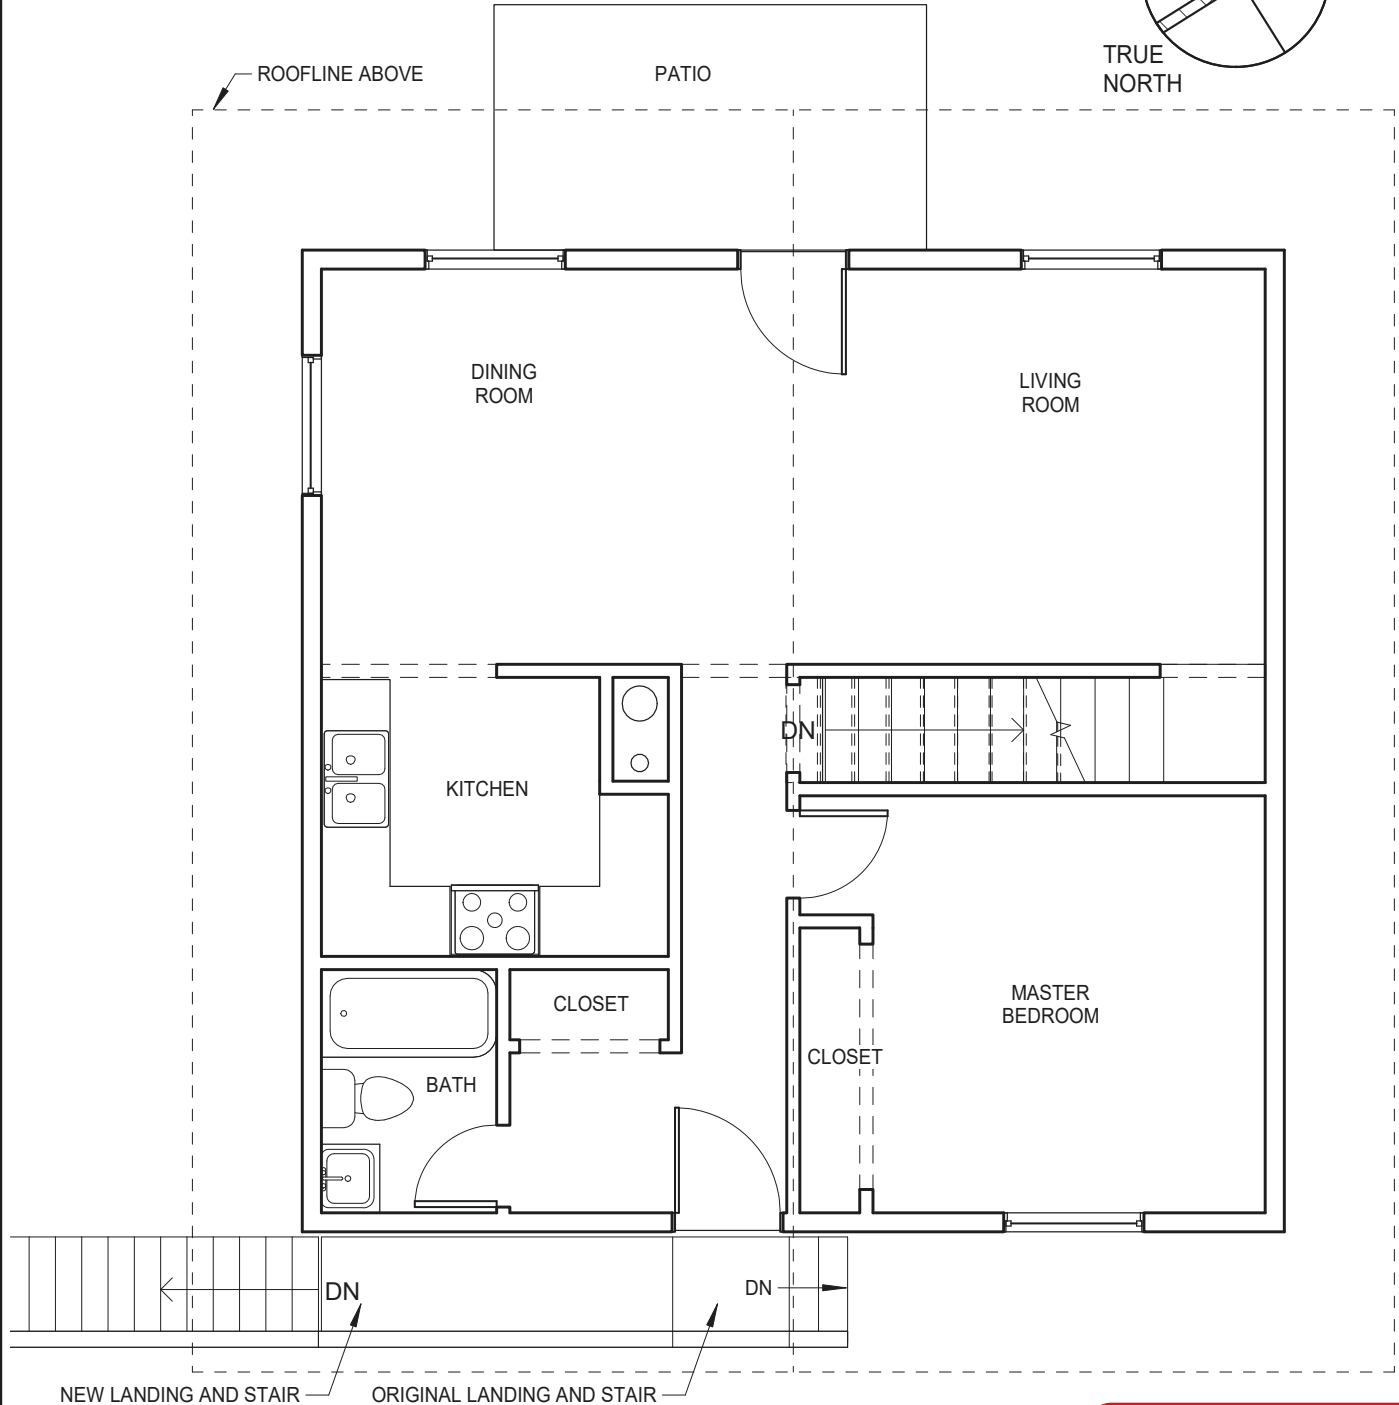 TRUE
NORTH
ROOFLINE ABOVE
PATIO
DINING
ROOM
LIVING
ROOM
DN
KITCHEN
CLOSET
MASTER
BEDROOM
CLOSET
BATH
DN
DN
NEW LANDING AND STAIR
ORIGINAL LANDING AND STAIR